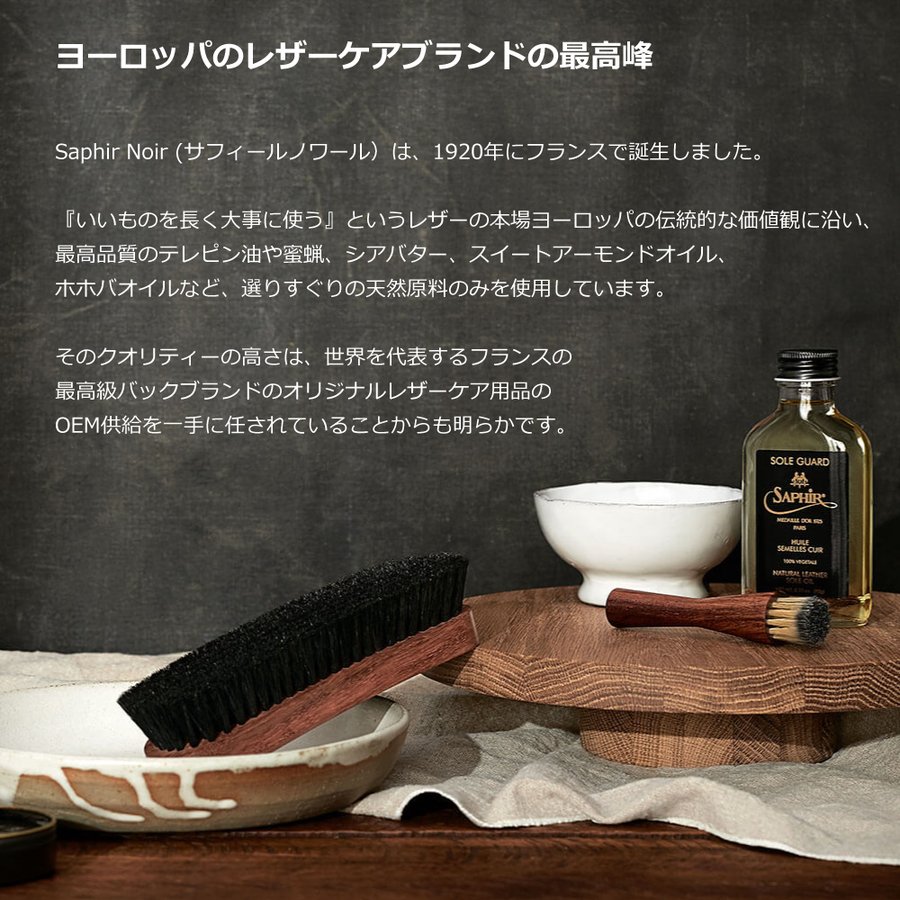 ヨーロッパのレザーケアブランドの最高峰
Saphir Noir (サフィールノワール）は、1920年にフランスで誕生しました。
『いいものを長く大事に使う』というレザーの本場ヨーロッパの伝統的な価値観に沿い、
最高品質のテレピン油や蜜蝋、シアバター、スイートアーモンドオイル、
ホホバオイルなど、選りすぐりの天然原料のみを使用しています。
そのクオリティーの高さは、世界を代表するフランスの
最高級バックブランドのオリジナルレザーケア用品の
OEM供給を一手に任されていることからも明らかです。
SOLE GUARD
SAPHIR
MEDAILLE D'OR 1925
PARIS
HUILE
SEMELLES CUIR
100% VEGETALE
NATURAL LEATHER
SOLE OIL